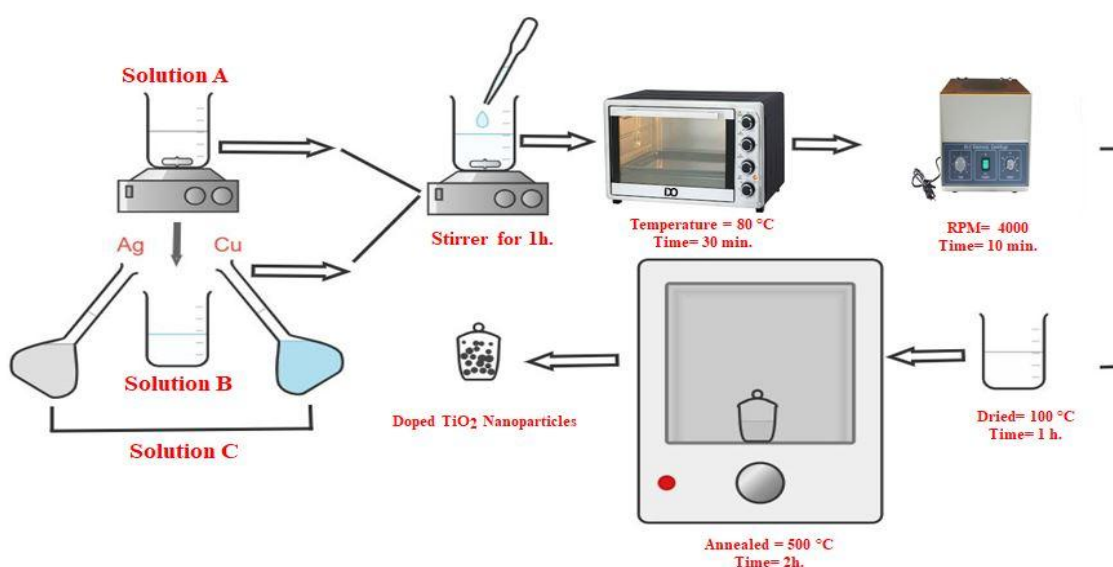 Solution A
Ag
Cu
Solution B
Solution C
Stirrer for 1h.
Temperature = 80 °C
Time= 30 min.
RPM= 4000
Time= 10 min.
Dried= 100 °C
Time= 1 h.
Annealed = 500 °C
Time= 2h.
Doped TiO₂ Nanoparticles